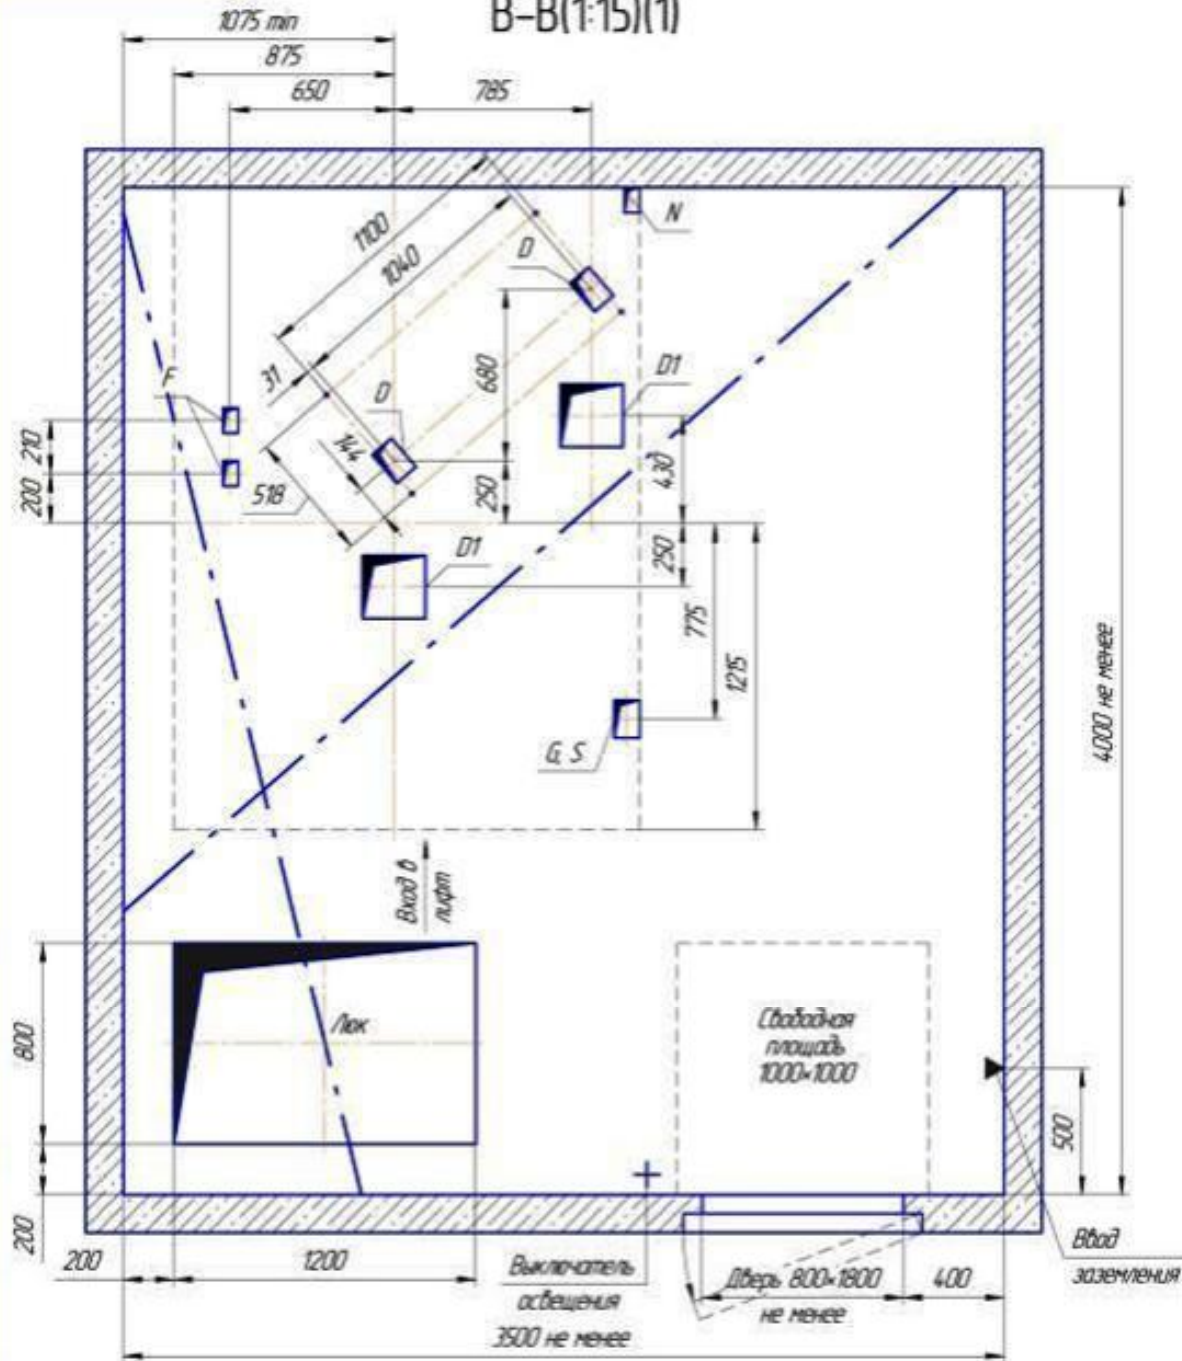 В-В(1:15)(1)
1075 min
875
650
785
1100
1040
N
D
31
F
D
680
D1
144
210
200
518
250
430
D1
250
775
1215
4000 не менее
G, S
Вход в
лифт
800
Люк
Свободная
площадь
1000×1000
500
200
200
1200
Выключатель
освещения
Дверь 800×1800
не менее
400
Ввод
заземления
3500 не менее